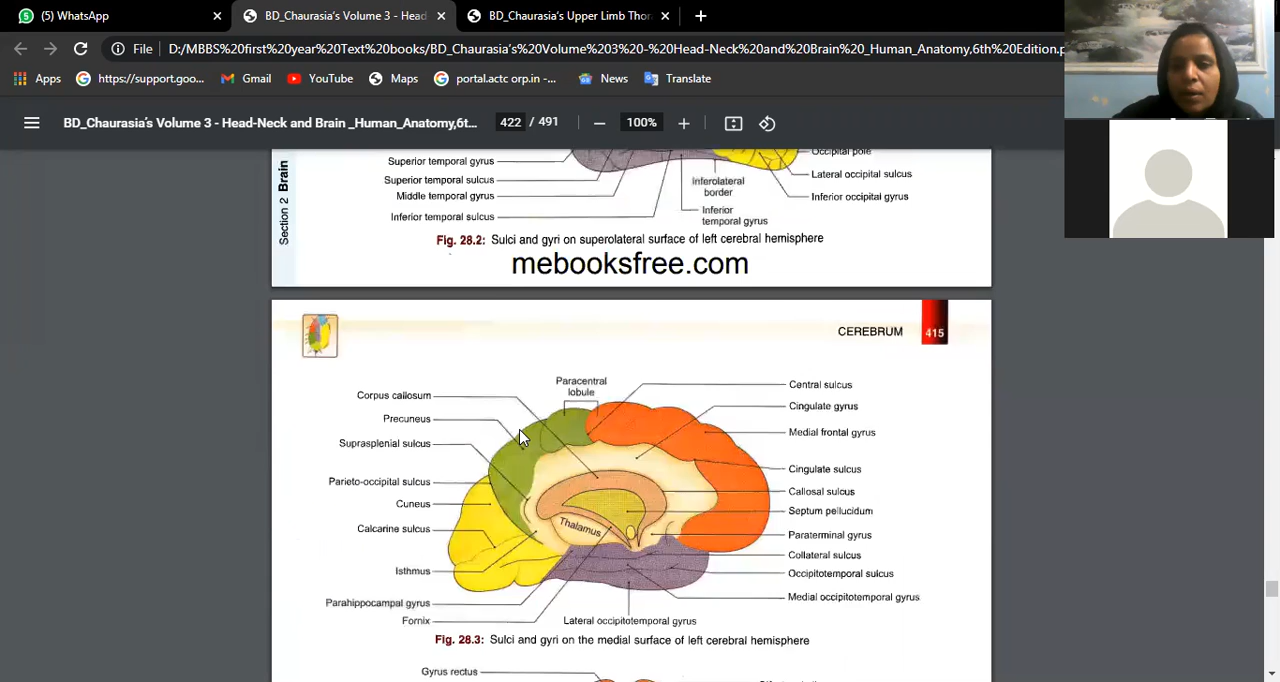 (5) WhatsApp
BD_Chaurasia's Volume 3 - Head
BD_Chaurasia's Upper Limb Thor
File
D:/MBBS%20first%20year%20Text%20books/BD_Chaurasia's%20Volume%203%20-%20Head-Neck%20and%20Brain%20_Human_Anatomy,6th%20Edition.p
Apps
https://support.goo...
Gmail
YouTube
Maps
portal.actc orp.in -...
News
Translate
BD_Chaurasia's Volume 3 - Head-Neck and Brain _Human_Anatomy,6t...
422 / 491
100%
Section 2 Brain
Superior temporal gyrus
Superior temporal sulcus
Middle temporal gyrus
Inferior temporal sulcus
Inferolateral
border
Inferior
temporal gyrus
Occipital pole
Lateral occipital sulcus
Inferior occipital gyrus
Fig. 28.2: Sulci and gyri on superolateral surface of left cerebral hemisphere
mebooksfree.com
CEREBRUM
415
Corpus callosum
Precuneus
Suprasplenial sulcus
Parieto-occipital sulcus
Cuneus
Calcarine sulcus
Isthmus
Parahippocampal gyrus
Fornix
Paracentral
lobule
Thalamus
Central sulcus
Cingulate gyrus
Medial frontal gyrus
Cingulate sulcus
Callosal sulcus
Septum pellucidum
Paraterminal gyrus
Collateral sulcus
Occipitotemporal sulcus
Medial occipitotemporal gyrus
Lateral occipitotemporal gyrus
Fig. 28.3: Sulci and gyri on the medial surface of left cerebral hemisphere
Gyrus rectus